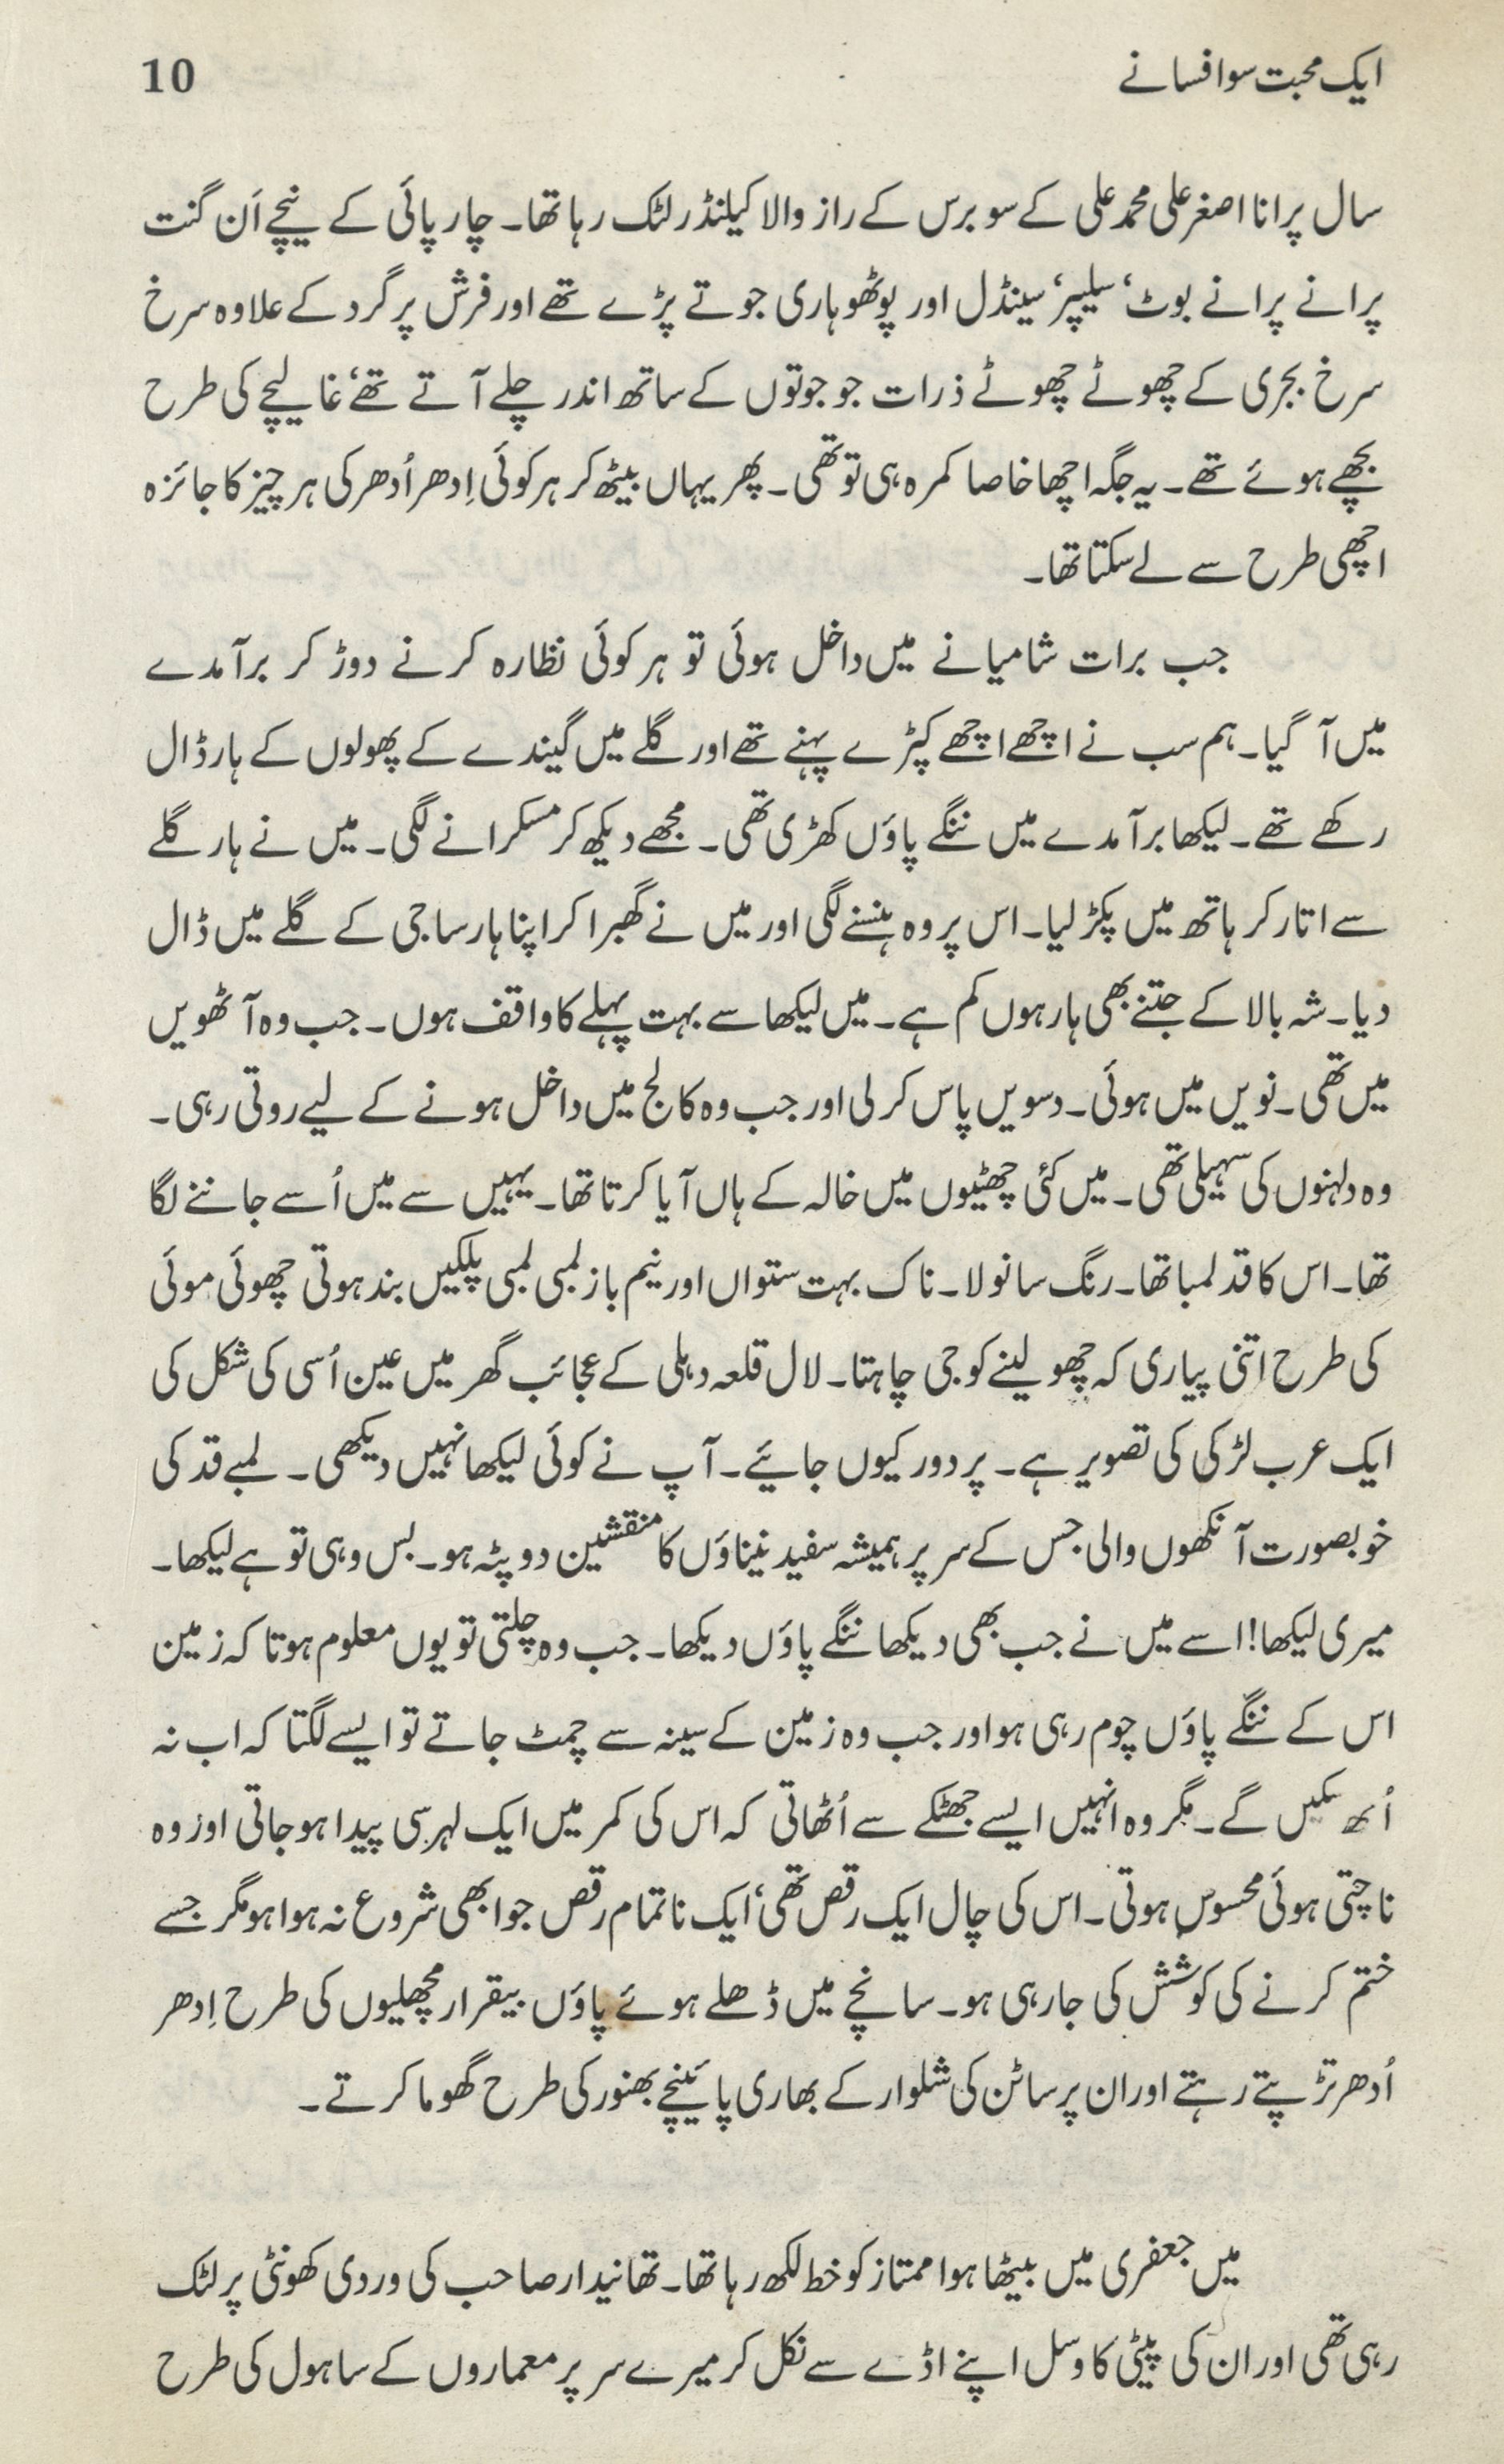 ایک محبت سو افسانے
10
سال پرانا اصغر علی محمد علی کے سو برس کے راز والا کیلنڈر لٹک رہا تھا۔ چارپائی کے نیچے اَن گنت
پرانے پرانے بوٹ، سلیپر، سینڈل اور پوٹھوہاری جوتے پڑے تھے اور فرش پر گرد کے علاوہ سرخ
سرخ بجری کے چھوٹے چھوٹے ذرات جو جوتوں کے ساتھ اندر چلے آتے تھے، غالیچے کی طرح
بچھے ہوئے تھے۔ یہ جگہ اچھا خاصا کمرہ ہی تو تھی۔ پھر یہاں بیٹھ کر ہر کوئی اِدھر اُدھر کی ہر چیز کا جائزہ
اچھی طرح سے لے سکتا تھا۔
جب برات شامیانے میں داخل ہوئی تو ہر کوئی نظارہ کرنے دوڑ کر برآمدے
میں آ گیا۔ ہم سب نے اچھے اچھے کپڑے پہنے تھے اور گلے میں گیندے کے پھولوں کے ہار ڈال
رکھے تھے۔ لیکھا برآمدے میں ننگے پاؤں کھڑی تھی۔ مجھے دیکھ کر مسکرانے لگی۔ میں نے ہار گلے
سے اتار کر ہاتھ میں پکڑ لیا۔ اس پر وہ ہنسنے لگی اور میں نے گھبرا کر اپنا ہار ساجی کے گلے میں ڈال
دیا۔ شہ بالا کے جتنے بھی ہار ہوں کم ہے۔ میں لیکھا سے بہت پہلے کا واقف ہوں۔ جب وہ آٹھویں
میں تھی۔ نویں میں ہوئی۔ دسویں پاس کر لی اور جب وہ کالج میں داخل ہونے کے لیے روتی رہی۔
وہ دلہنوں کی سہیلی تھی۔ میں کئی چھٹیوں میں خالہ کے ہاں آیا کرتا تھا۔ یہیں سے میں اُسے جاننے لگا
تھا۔ اس کا قد لمبا تھا۔ رنگ سانولا۔ ناک بہت ستواں اور نیم باز لمبی لمبی پلکیں بند ہوتی چھوئی موئی
کی طرح اتنی پیاری کہ چھو لینے کو جی چاہتا۔ لال قلعہ دہلی کے عجائب گھر میں عین اُسی کی شکل کی
ایک عرب لڑکی کی تصویر ہے۔ پر دور کیوں جائیے۔ آپ نے کوئی لیکھا نہیں دیکھی۔ لمبے قد کی
خوبصورت آنکھوں والی جس کے سر پر ہمیشہ سفید نیناؤں کا منقشین دوپٹہ ہو۔ بس وہی تو ہے لیکھا۔
میری لیکھا! اسے میں نے جب بھی دیکھا ننگے پاؤں دیکھا۔ جب وہ چلتی تو یوں معلوم ہوتا کہ زمین
اس کے ننگے پاؤں چوم رہی ہو اور جب وہ زمین کے سینہ سے چمٹ جاتے تو ایسے لگتا کہ اب نہ
اُٹھ سکیں گے۔ مگر وہ انہیں ایسے جھٹکے سے اُٹھاتی کہ اس کی کمر میں ایک لہر سی پیدا ہو جاتی اور وہ
ناچتی ہوئی محسوس ہوتی۔ اس کی چال ایک رقص تھی، ایک ناتمام رقص جو ابھی شروع نہ ہوا ہو مگر جسے
ختم کرنے کی کوشش کی جا رہی ہو۔ سانچے میں ڈھلے ہوئے پاؤں بیقرار مچھلیوں کی طرح اِدھر
اُدھر تڑپتے رہتے اور ان پر ساٹن کی شلوار کے بھاری پائینچے بھنور کی طرح گھوما کرتے۔
میں جعفری میں بیٹھا ہوا ممتاز کو خط لکھ رہا تھا۔ تھانیدار صاحب کی وردی کھونٹی پر لٹک
رہی تھی اور ان کی پیٹی کا وسل اپنے اڈے سے نکل کر میرے سر پر معماروں کے ساہول کی طرح